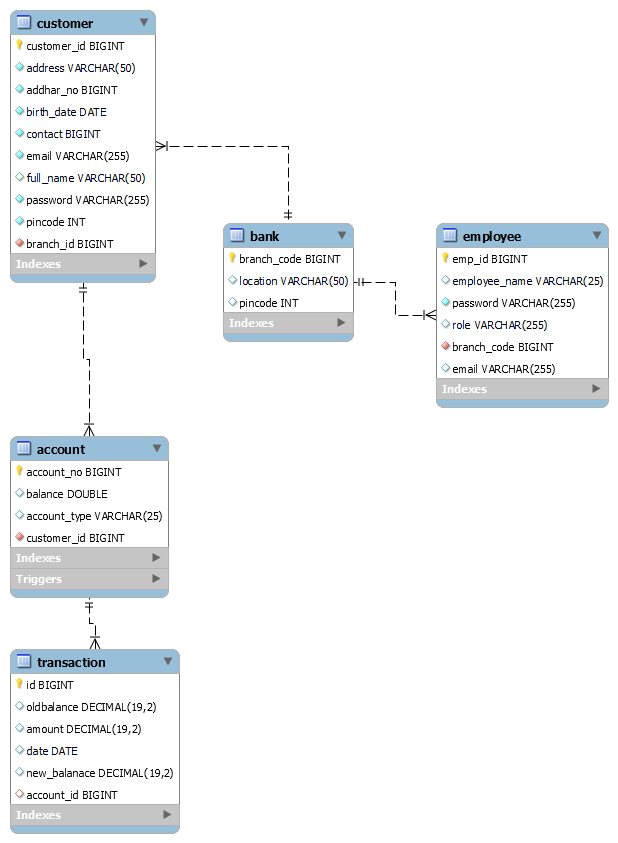 customer
customer_id BIGINT
address VARCHAR(50)
addhar_no BIGINT
birth_date DATE
contact BIGINT
email VARCHAR(255)
full_name VARCHAR(50)
password VARCHAR(255)
pincode INT
branch_id BIGINT
Indexes
bank
branch_code BIGINT
location VARCHAR(50)
pincode INT
Indexes
employee
emp_id BIGINT
employee_name VARCHAR(25)
password VARCHAR(255)
role VARCHAR(255)
branch_code BIGINT
email VARCHAR(255)
Indexes
account
account_no BIGINT
balance DOUBLE
account_type VARCHAR(25)
customer_id BIGINT
Indexes
Triggers
transaction
id BIGINT
oldbalance DECIMAL(19,2)
amount DECIMAL(19,2)
date DATE
new_balanace DECIMAL(19,2)
account_id BIGINT
Indexes